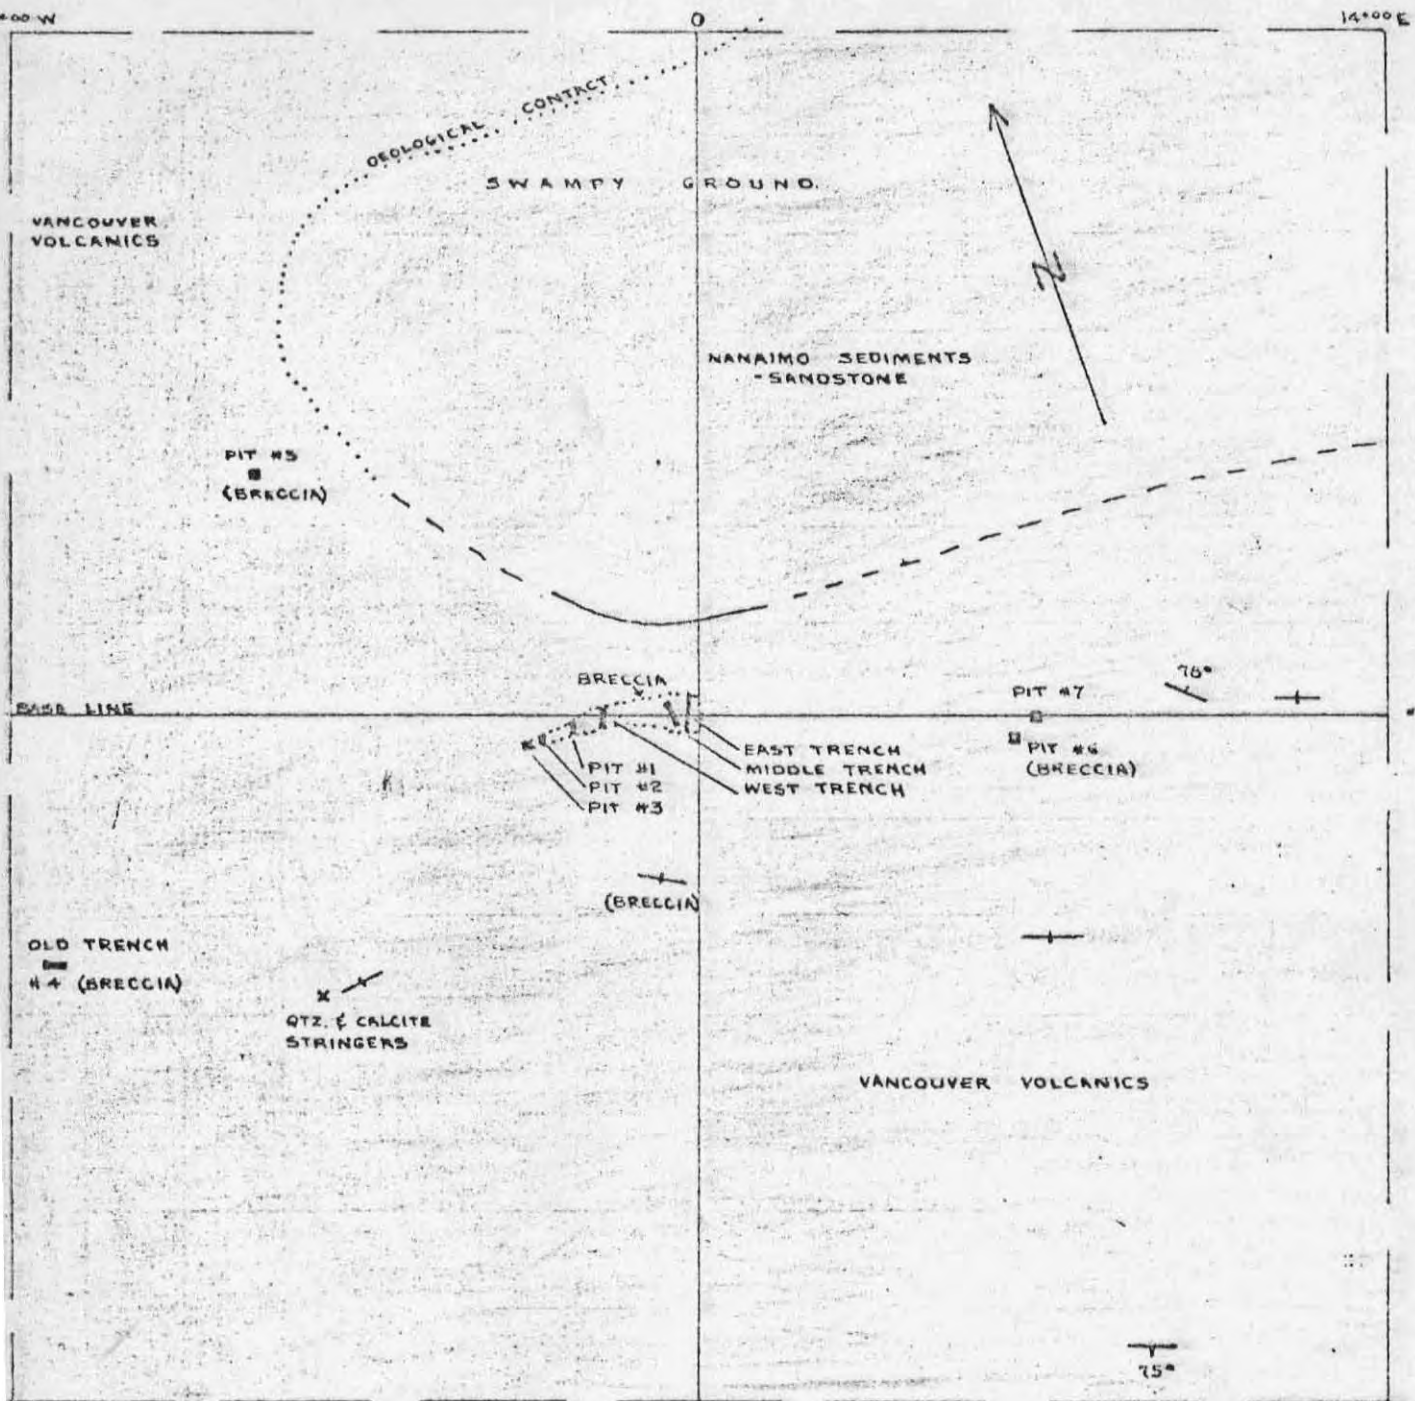 0
14+00 E
GEOLOGICAL CONTACT
SWAMPY GROUND.
VANCOUVER
VOLCANICS
N
NANAIMO SEDIMENTS
- SANDSTONE
PIT #5
(BRECCIA)
BRECCIA
BASE LINE
PIT #7
PIT #6
(BRECCIA)
EAST TRENCH
MIDDLE TRENCH
WEST TRENCH
PIT #1
PIT #2
PIT #3
(BRECCIA)
OLD TRENCH
#4 (BRECCIA)
QTZ. & CALCITE
STRINGERS
VANCOUVER VOLCANICS
75°